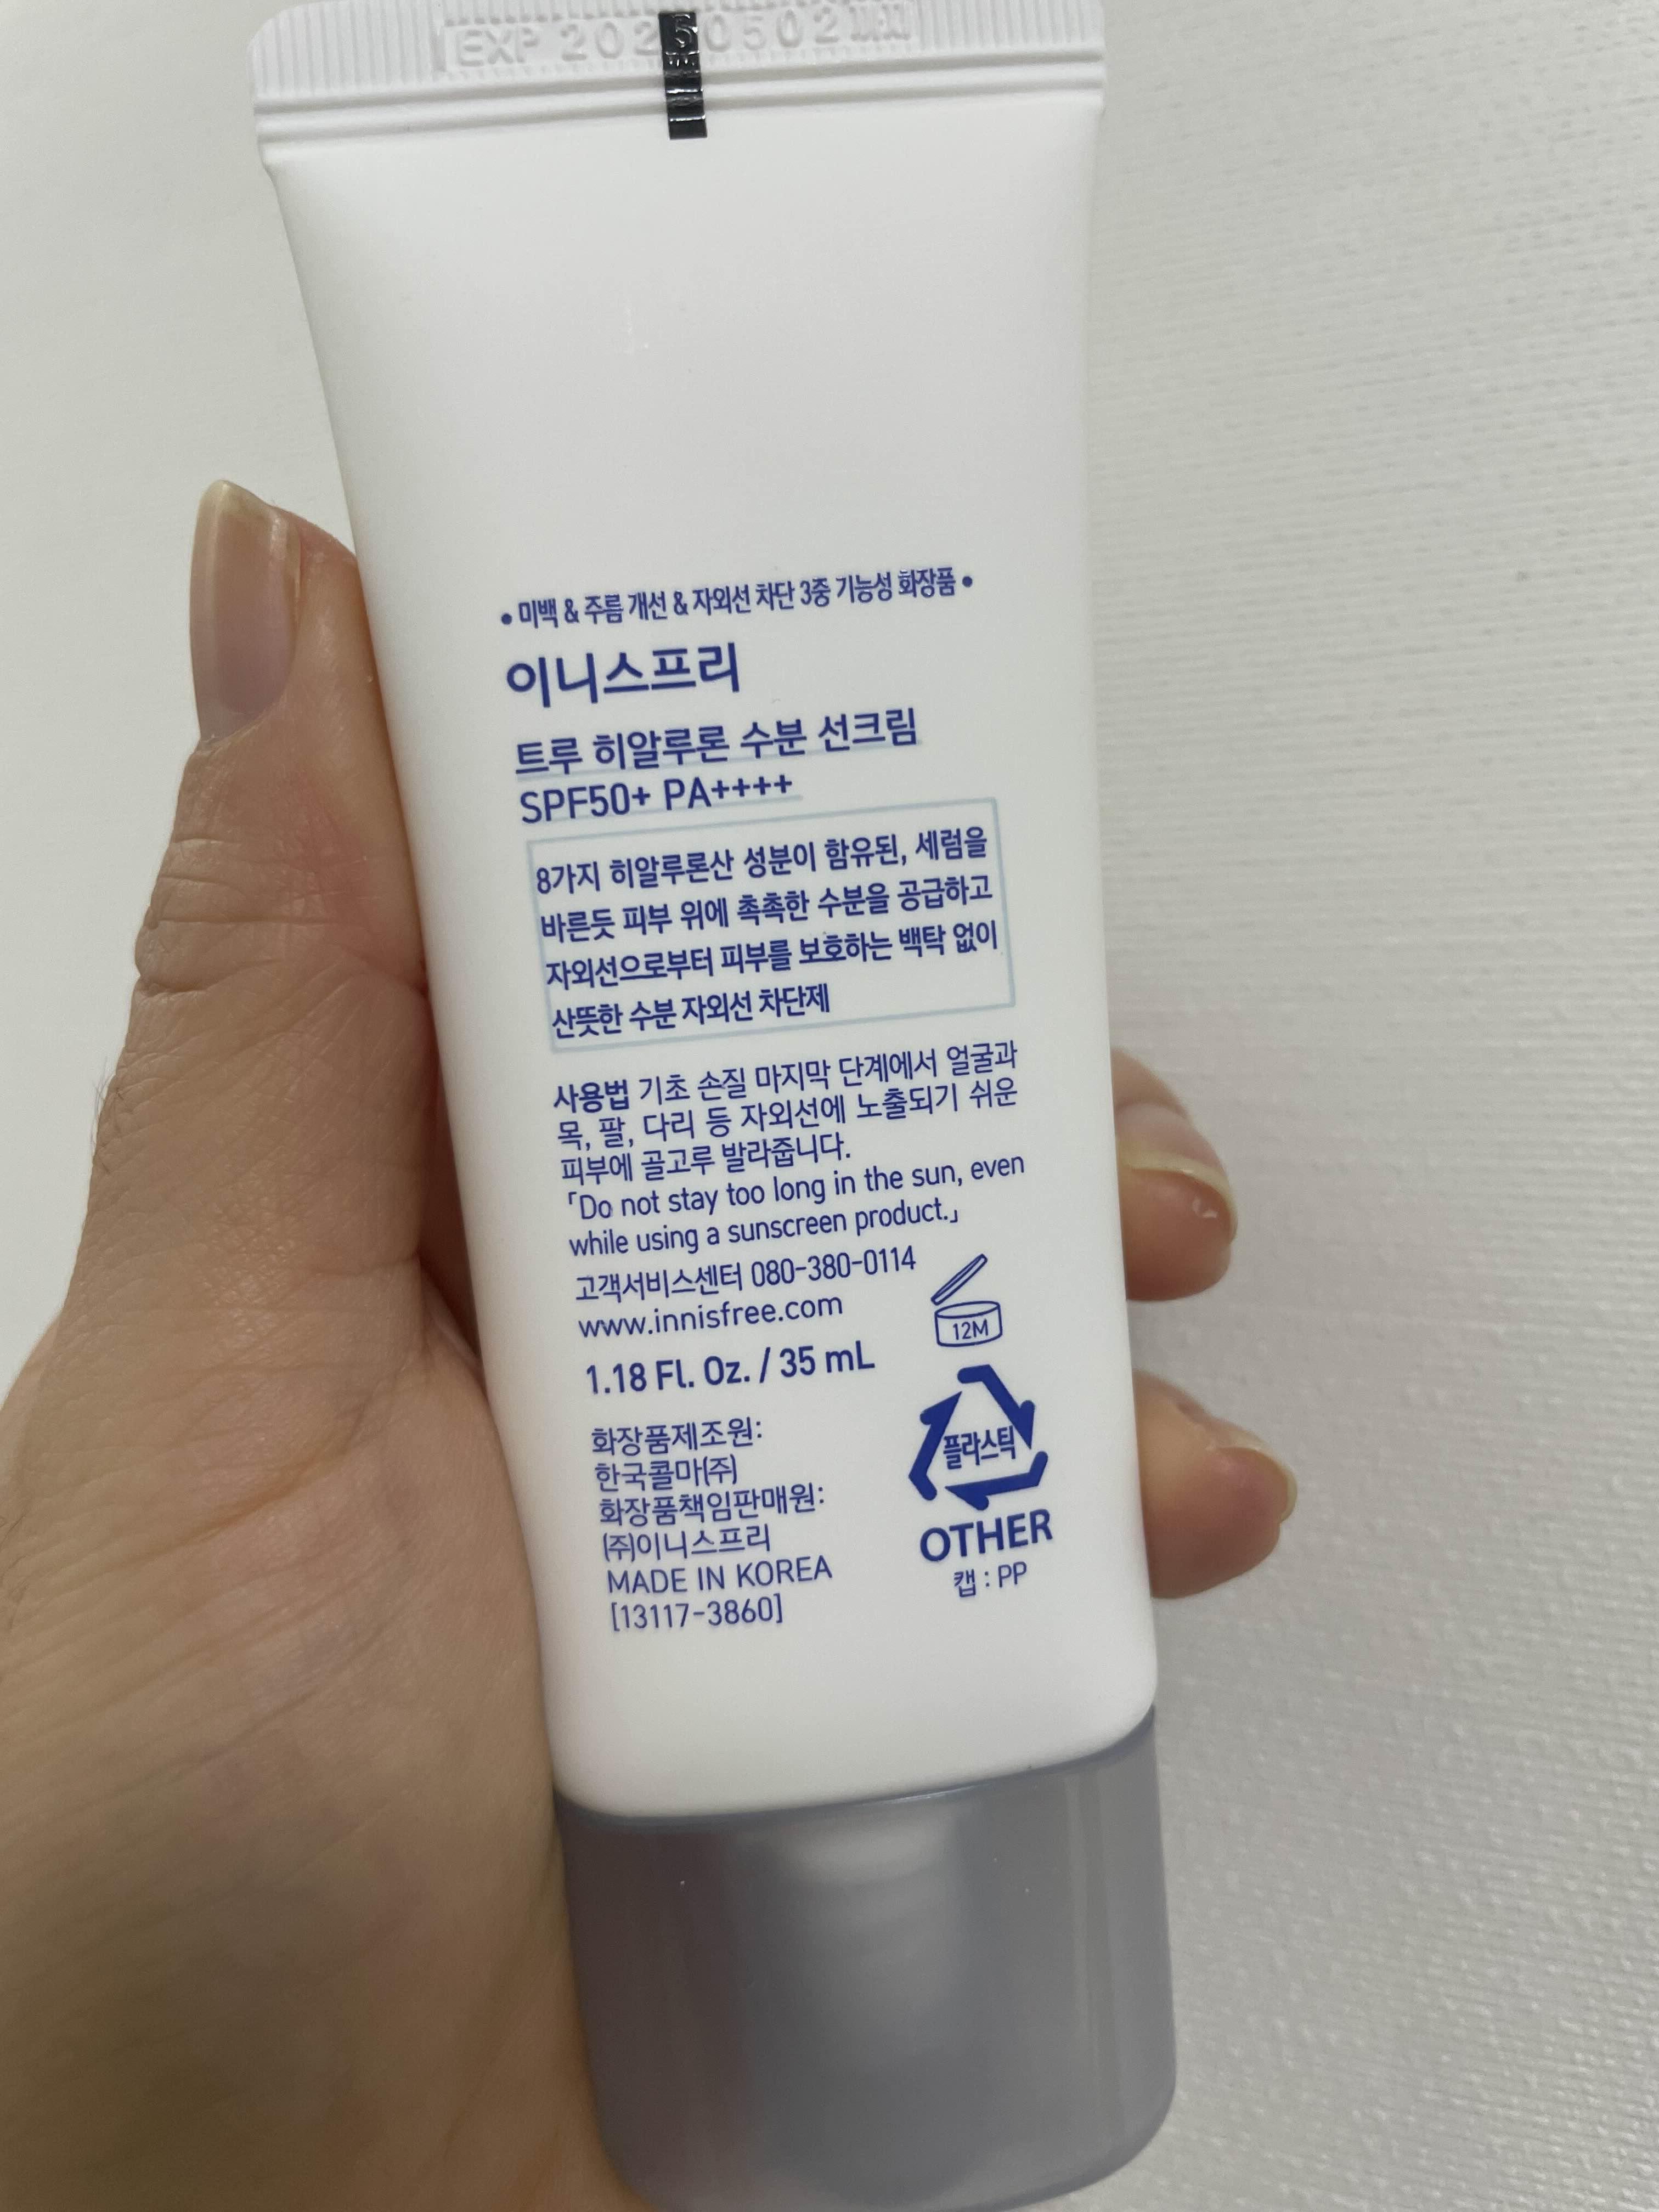 EXP 20250502
• 미백 & 주름 개선 & 자외선 차단 3중 기능성 화장품 •
이니스프리
트루 히알루론 수분 선크림
SPF50+ PA++++
8가지 히알루론산 성분이 함유된, 세럼을
바른듯 피부 위에 촉촉한 수분을 공급하고
자외선으로부터 피부를 보호하는 백탁 없이
산뜻한 수분 자외선 차단제
사용법 기초 손질 마지막 단계에서 얼굴과
목, 팔, 다리 등 자외선에 노출되기 쉬운
피부에 골고루 발라줍니다.
「Do not stay too long in the sun, even
while using a sunscreen product.」
고객서비스센터 080-380-0114
www.innisfree.com
12M
1.18 Fl. Oz. / 35 mL
화장품제조원:
한국콜마(주)
화장품책임판매원:
(주)이니스프리
MADE IN KOREA
[13117-3860]
플라스틱
OTHER
캡 : PP